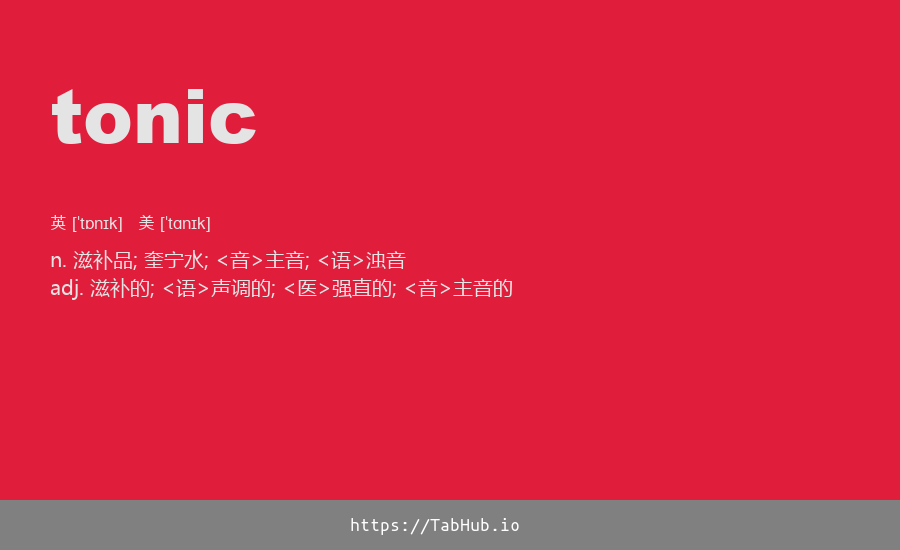 tonic
英 [ˈtɒnɪk] 美 [ˈtɑnɪk]
n. 滋补品; 奎宁水; <音>主音; <语>浊音
adj. 滋补的; <语>声调的; <医>强直的; <音>主音的
https://TabHub.io